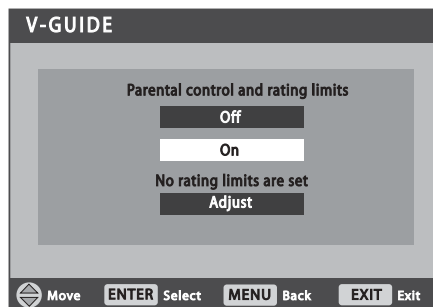 V-GUIDE
Parental control and rating limits
Off
On
No rating limits are set
Adjust
Move ENTER Select MENU Back EXIT Exit